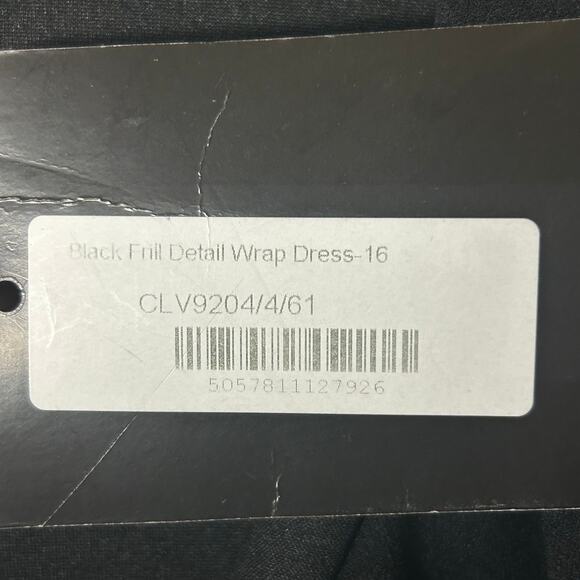 Black Frill Detail Wrap Dress-16
CLV9204/4/61
5057811127926